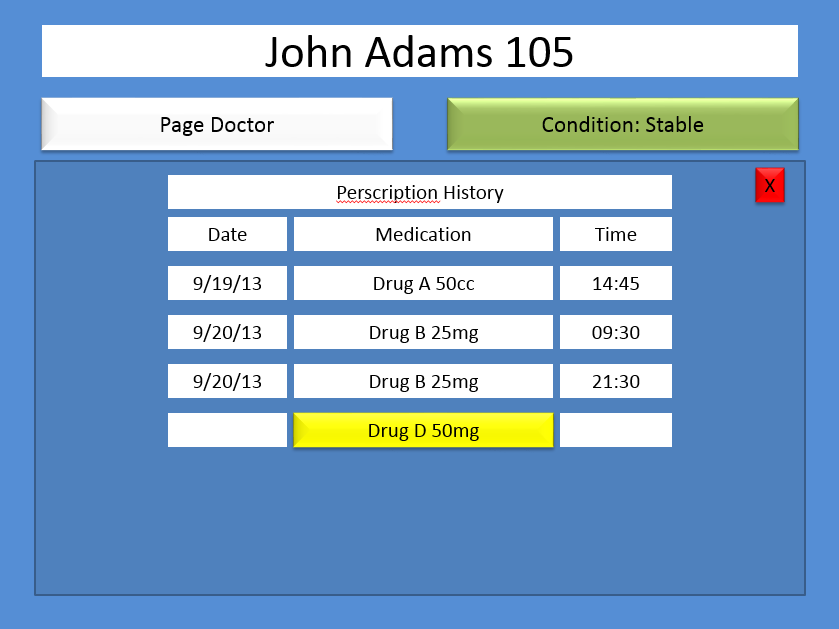 John Adams 105
Page Doctor
Condition: Stable
Perscription History
X
Date Medication Time
9/19/13 Drug A 50cc 14:45
9/20/13 Drug B 25mg 09:30
9/20/13 Drug B 25mg 21:30
Drug D 50mg